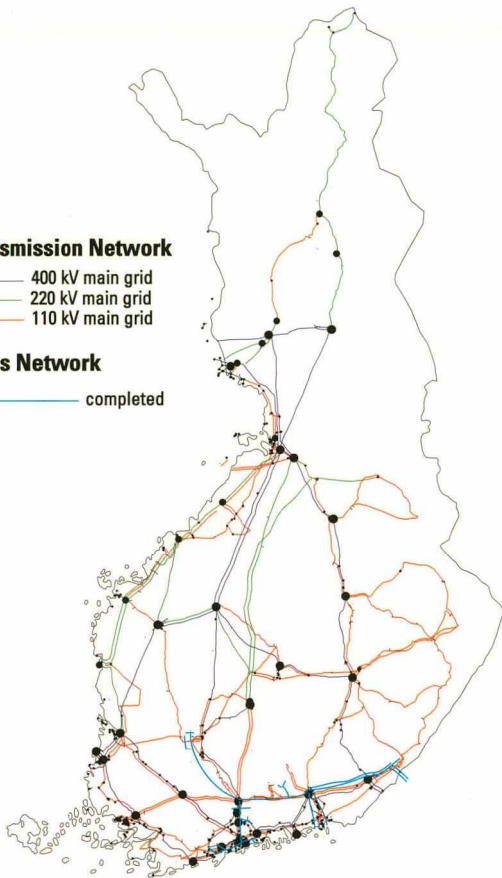 smission Network
400 kV main grid
220 kV main grid
110 kV main grid
s Network
completed